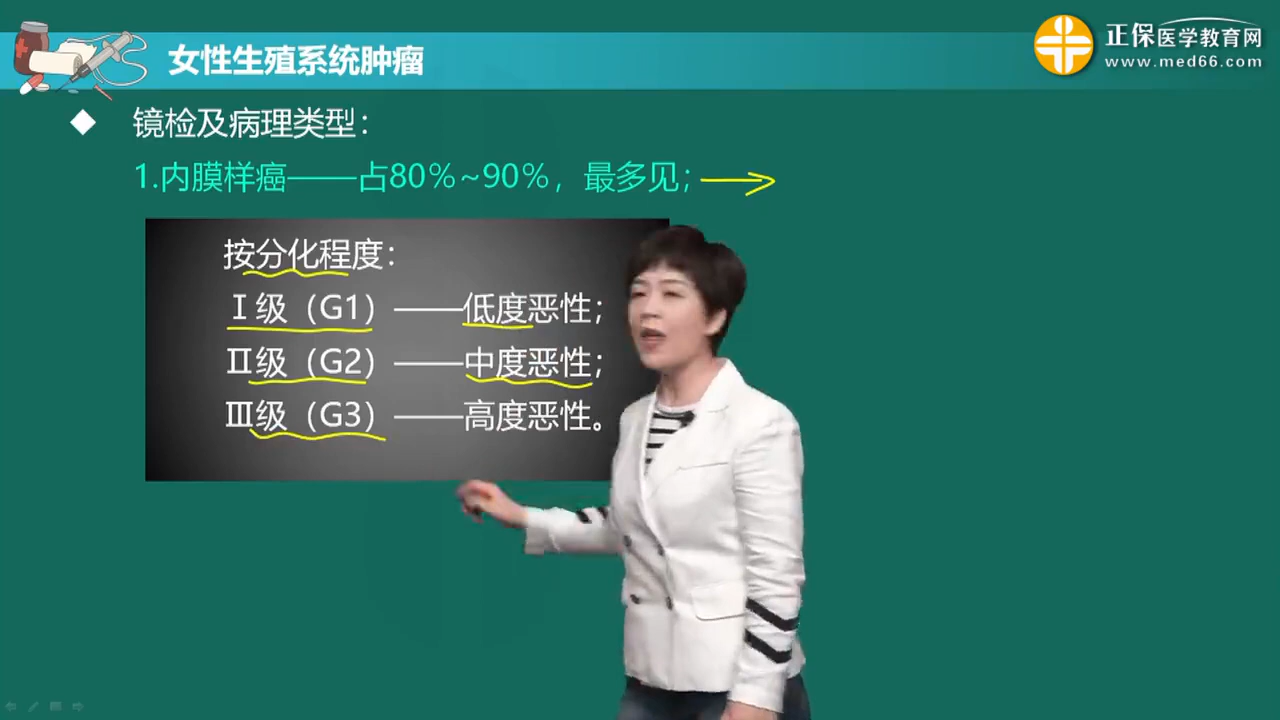 女性生殖系统肿瘤
正保医学教育网
www.med66.com
镜检及病理类型：
1.内膜样癌——占80%~90%，最多见；
按分化程度：
Ⅰ级（G1）——低度恶性；
Ⅱ级（G2）——中度恶性；
Ⅲ级（G3）——高度恶性。